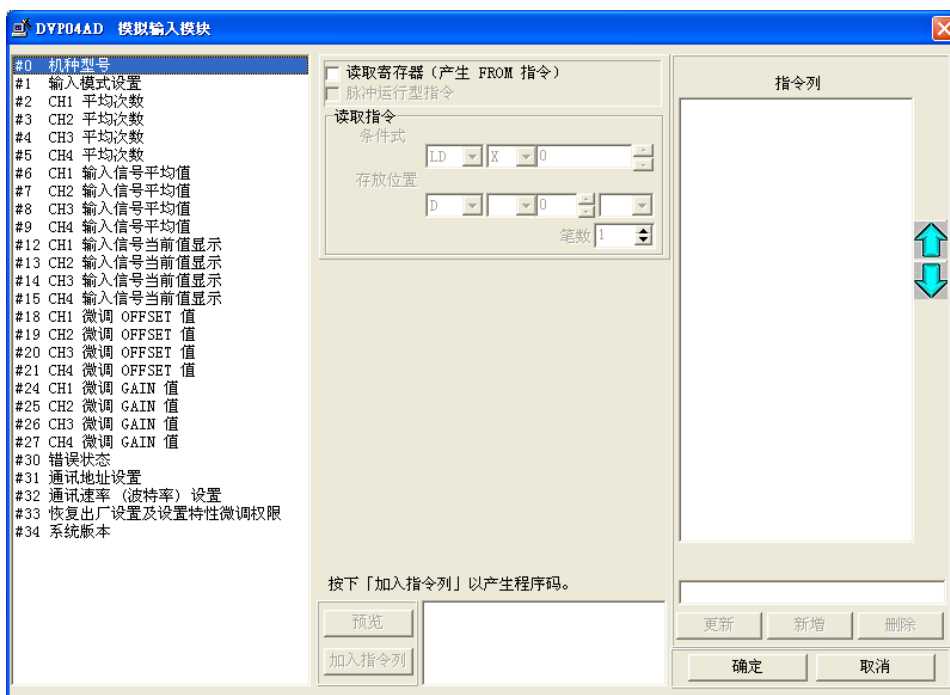 DVP04AD 模拟输入模块
#0 机种型号
#1 输入模式设置
#2 CH1 平均次数
#3 CH2 平均次数
#4 CH3 平均次数
#5 CH4 平均次数
#6 CH1 输入信号平均值
#7 CH2 输入信号平均值
#8 CH3 输入信号平均值
#9 CH4 输入信号平均值
#12 CH1 输入信号当前值显示
#13 CH2 输入信号当前值显示
#14 CH3 输入信号当前值显示
#15 CH4 输入信号当前值显示
#18 CH1 微调 OFFSET 值
#19 CH2 微调 OFFSET 值
#20 CH3 微调 OFFSET 值
#21 CH4 微调 OFFSET 值
#24 CH1 微调 GAIN 值
#25 CH2 微调 GAIN 值
#26 CH3 微调 GAIN 值
#27 CH4 微调 GAIN 值
#30 错误状态
#31 通讯地址设置
#32 通讯速率 (波特率) 设置
#33 恢复出厂设置及设置特性微调权限
#34 系统版本
读取寄存器 (产生 FROM 指令)
脉冲运行型指令
读取指令
条件式
LD X 0
存放位置
D 0
笔数 1
按下「加入指令列」以产生程序码。
预览
加入指令列
指令列
更新 新增 删除
确定 取消